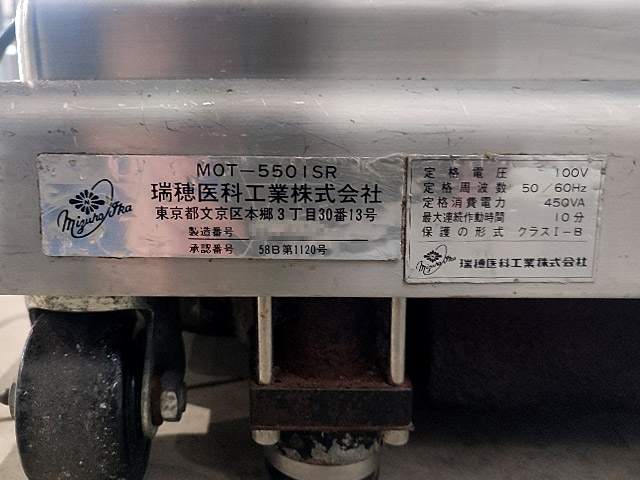 MOT-5501SR
瑞穂医科工業株式会社
東京都文京区本郷3丁目30番13号
製造番号
承認番号 58B第1120号
Mizuho Ika
定格電圧 100V
定格周波数 50/60Hz
定格消費電力 450VA
最大連続作動時間 10分
保護の形式 クラスI-B
Mizuho Ika 瑞穂医科工業株式会社